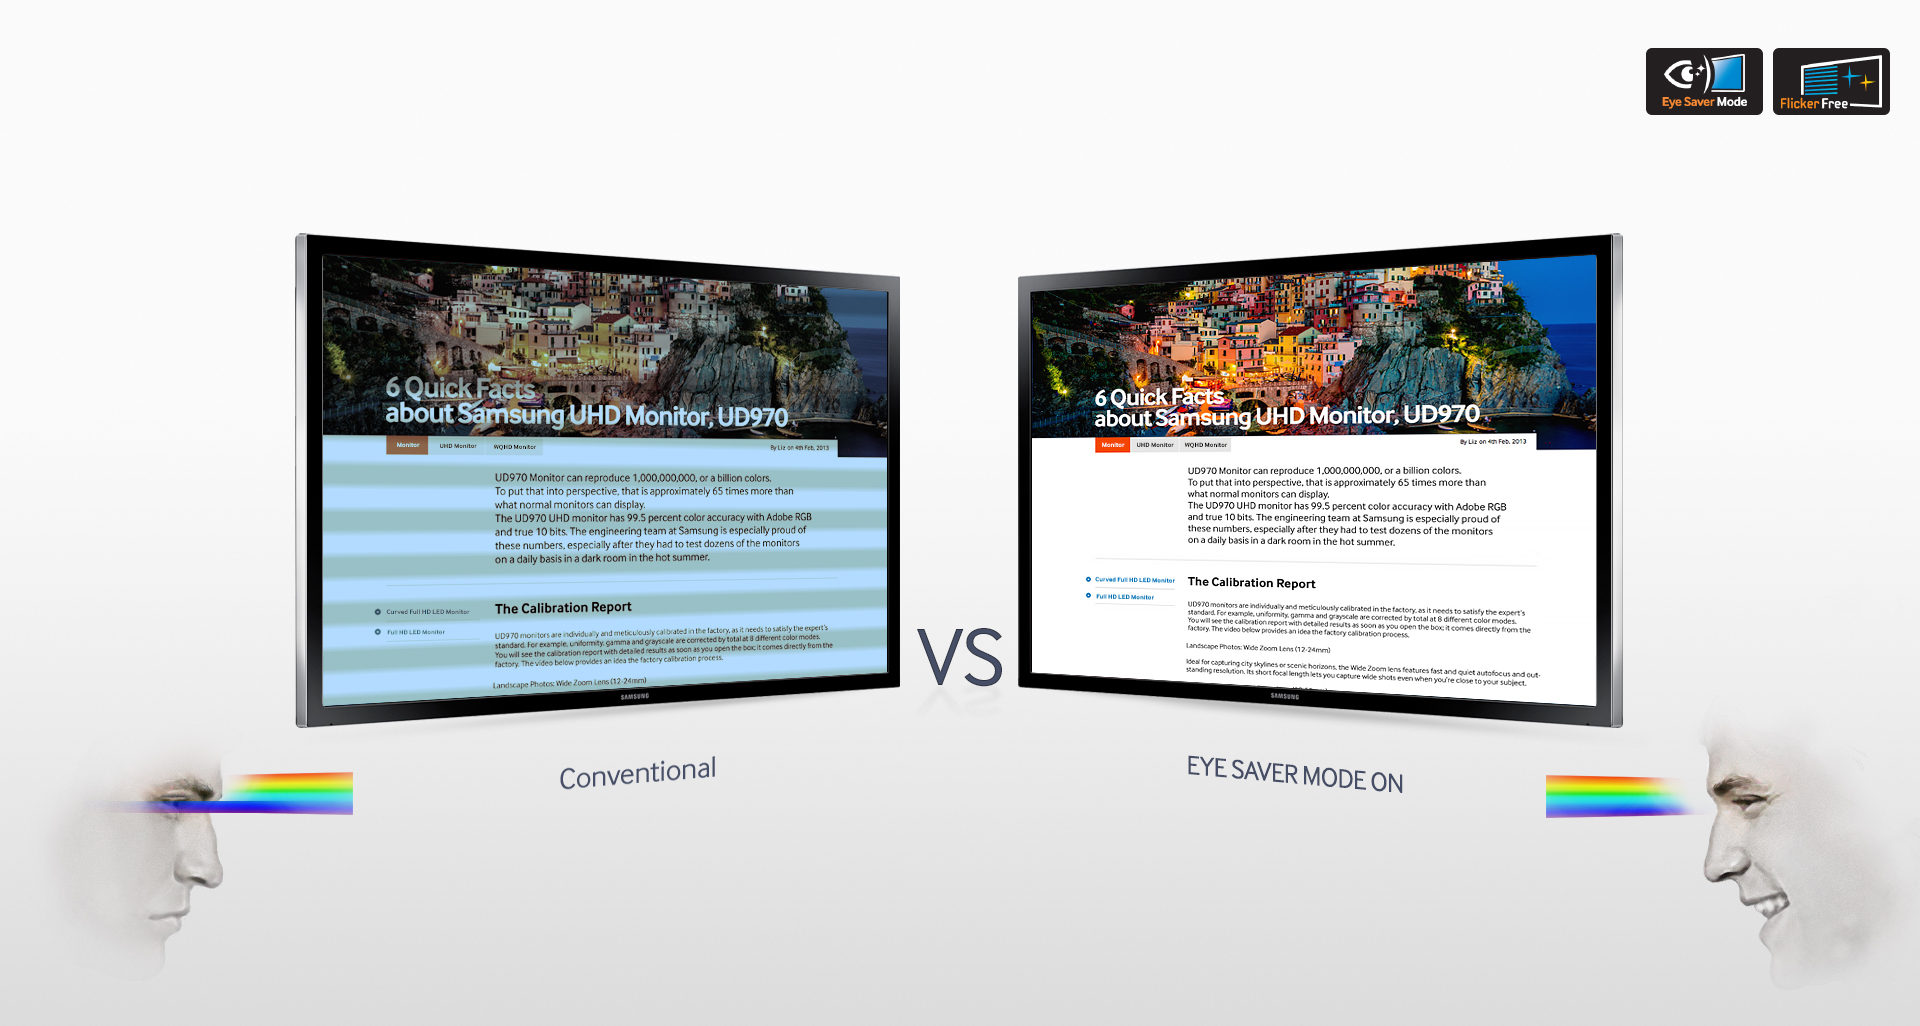 Eye Saver Mode
Flicker Free
6 Quick Facts
about Samsung UHD Monitor, UD970
Monitor
UHD Monitor
WQHD Monitor
By Liz on 4th Feb, 2013
UD970 Monitor can reproduce 1,000,000,000, or a billion colors.
To put that into perspective, that is approximately 65 times more than
what normal monitors can display.
The UD970 UHD monitor has 99.5 percent color accuracy with Adobe RGB
and true 10 bits. The engineering team at Samsung is especially proud of
these numbers, especially after they had to test dozens of the monitors
on a daily basis in a dark room in the hot summer.
Curved Full HD LED Monitor
Full HD LED Monitor
The Calibration Report
UD970 monitors are individually and meticulously calibrated in the factory, as it needs to satisfy the expert's
standard. For example, uniformity, gamma and grayscale are corrected by total at 8 different color modes.
You will see the calibration report with detailed results as soon as you open the box; it comes directly from the
factory. The video below provides an idea the factory calibration process.
Landscape Photos: Wide Zoom Lens (12-24mm)
SAMSUNG
Conventional
VS
6 Quick Facts
about Samsung UHD Monitor, UD970
Monitor
UHD Monitor
WQHD Monitor
By Liz on 4th Feb, 2013
UD970 Monitor can reproduce 1,000,000,000, or a billion colors.
To put that into perspective, that is approximately 65 times more than
what normal monitors can display.
The UD970 UHD monitor has 99.5 percent color accuracy with Adobe RGB
and true 10 bits. The engineering team at Samsung is especially proud of
these numbers, especially after they had to test dozens of the monitors
on a daily basis in a dark room in the hot summer.
Curved Full HD LED Monitor
Full HD LED Monitor
The Calibration Report
UD970 monitors are individually and meticulously calibrated in the factory, as it needs to satisfy the expert's
standard. For example, uniformity, gamma and grayscale are corrected by total at 8 different color modes.
You will see the calibration report with detailed results as soon as you open the box; it comes directly from the
factory. The video below provides an idea the factory calibration process.
Landscape Photos: Wide Zoom Lens (12-24mm)
Ideal for capturing city skylines or scenic horizons, the Wide Zoom lens features fast and quiet autofocus and out-
standing resolution. Its short focal length lets you capture wide shots even when you're close to your subject.
SAMSUNG
EYE SAVER MODE ON